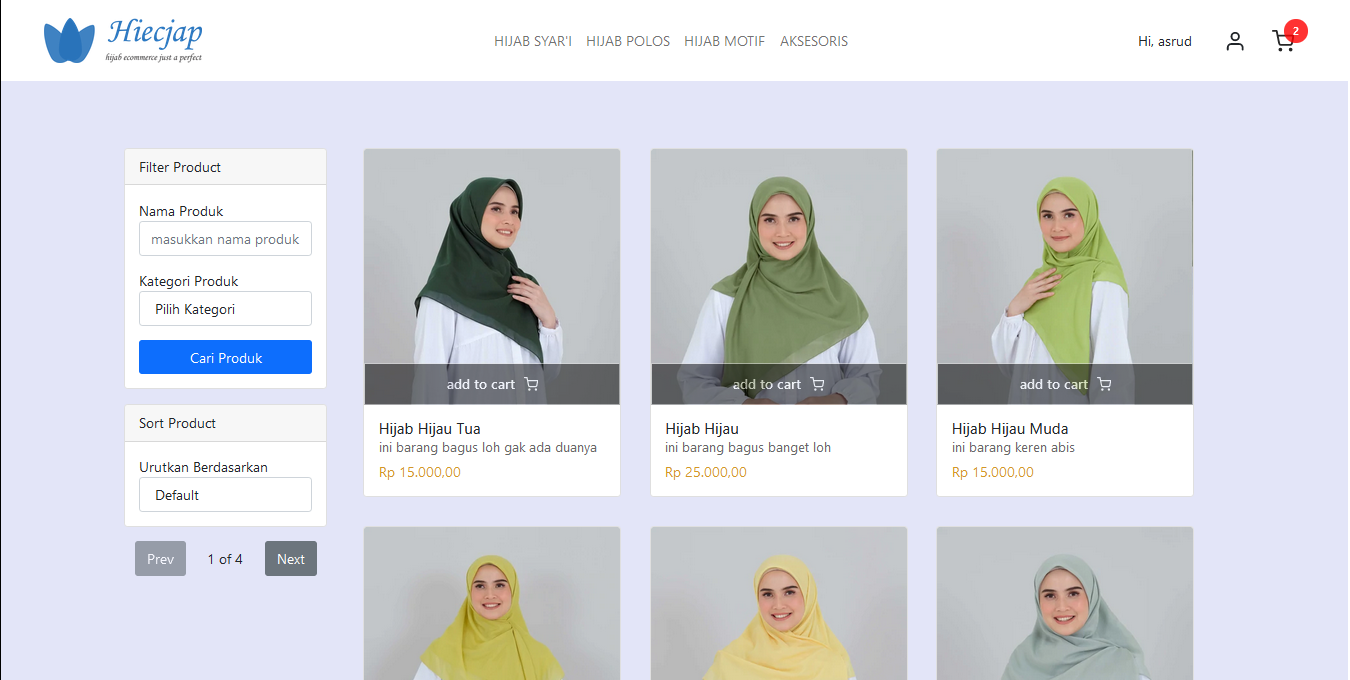 Hiecjap
hijab ecommerce just a perfect
HIJAB SYAR'I HIJAB POLOS HIJAB MOTIF AKSESORIS
Hi, asrud
2
Filter Product
Nama Produk
masukkan nama produk
Kategori Produk
Pilih Kategori
Cari Produk
Sort Product
Urutkan Berdasarkan
Default
Prev 1 of 4 Next
add to cart
Hijab Hijau Tua
ini barang bagus loh gak ada duanya
Rp 15.000,00
add to cart
Hijab Hijau
ini barang bagus banget loh
Rp 25.000,00
add to cart
Hijab Hijau Muda
ini barang keren abis
Rp 15.000,00